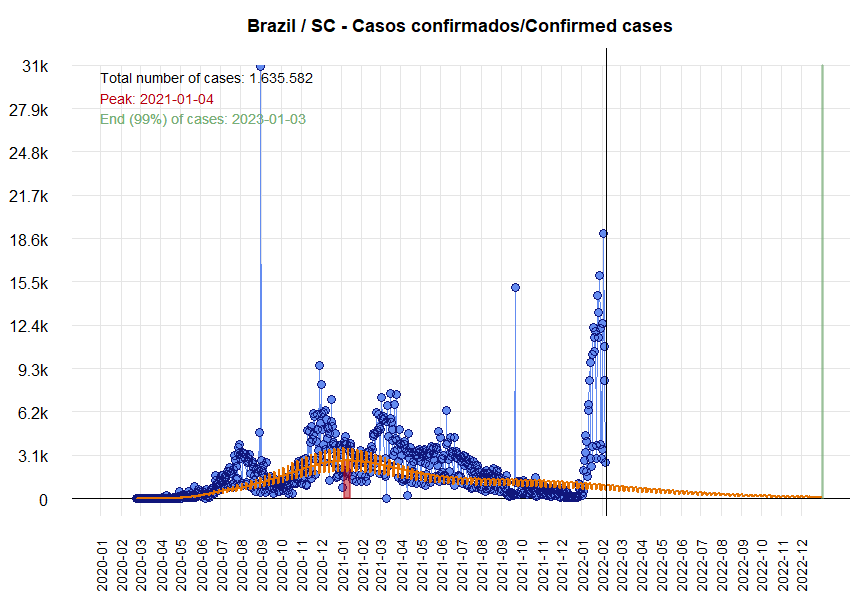 Brazil / SC - Casos confirmados/Confirmed cases
Total number of cases: 1.635.582
Peak: 2021-01-04
End (99%) of cases: 2023-01-03
31k
27.9k
24.8k
21.7k
18.6k
15.5k
12.4k
9.3k
6.2k
3.1k
0
2020-01
2020-02
2020-03
2020-04
2020-05
2020-06
2020-07
2020-08
2020-09
2020-10
2020-11
2020-12
2021-01
2021-02
2021-03
2021-04
2021-05
2021-06
2021-07
2021-08
2021-09
2021-10
2021-11
2021-12
2022-01
2022-02
2022-03
2022-04
2022-05
2022-06
2022-07
2022-08
2022-09
2022-10
2022-11
2022-12